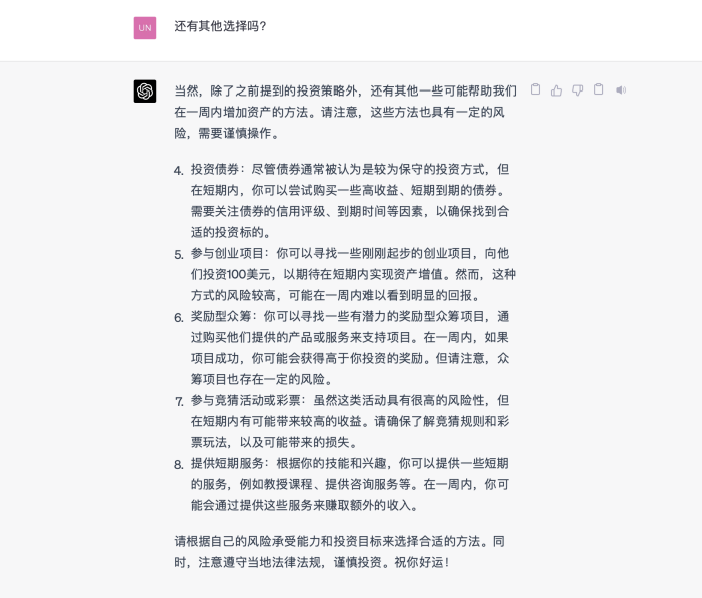 UN
还有其他选择吗？
当然，除了之前提到的投资策略外，还有其他一些可能帮助我们
在一周内增加资产的方法。请注意，这些方法也具有一定的风
险，需要谨慎操作。
4. 投资债券：尽管债券通常被认为是较为保守的投资方式，但
在短期内，你可以尝试购买一些高收益、短期到期的债券。
需要关注债券的信用评级、到期时间等因素，以确保找到合
适的投资标的。
5. 参与创业项目：你可以寻找一些刚刚起步的创业项目，向他
们投资100美元，以期待在短期内实现资产增值。然而，这种
方式的风险较高，可能在一周内难以看到明显的回报。
6. 奖励型众筹：你可以寻找一些有潜力的奖励型众筹项目，通
过购买他们提供的产品或服务来支持项目。在一周内，如果
项目成功，你可能会获得高于你投资的奖励。但请注意，众
筹项目也存在一定的风险。
7. 参与竞猜活动或彩票：虽然这类活动具有很高的风险性，但
在短期内有可能带来较高的收益。请确保了解竞猜规则和彩
票玩法，以及可能带来的损失。
8. 提供短期服务：根据你的技能和兴趣，你可以提供一些短期
的服务，例如教授课程、提供咨询服务等。在一周内，你可
能会通过提供这些服务来赚取额外的收入。
请根据自己的风险承受能力和投资目标来选择合适的方法。同
时，注意遵守当地法律法规，谨慎投资。祝你好运！